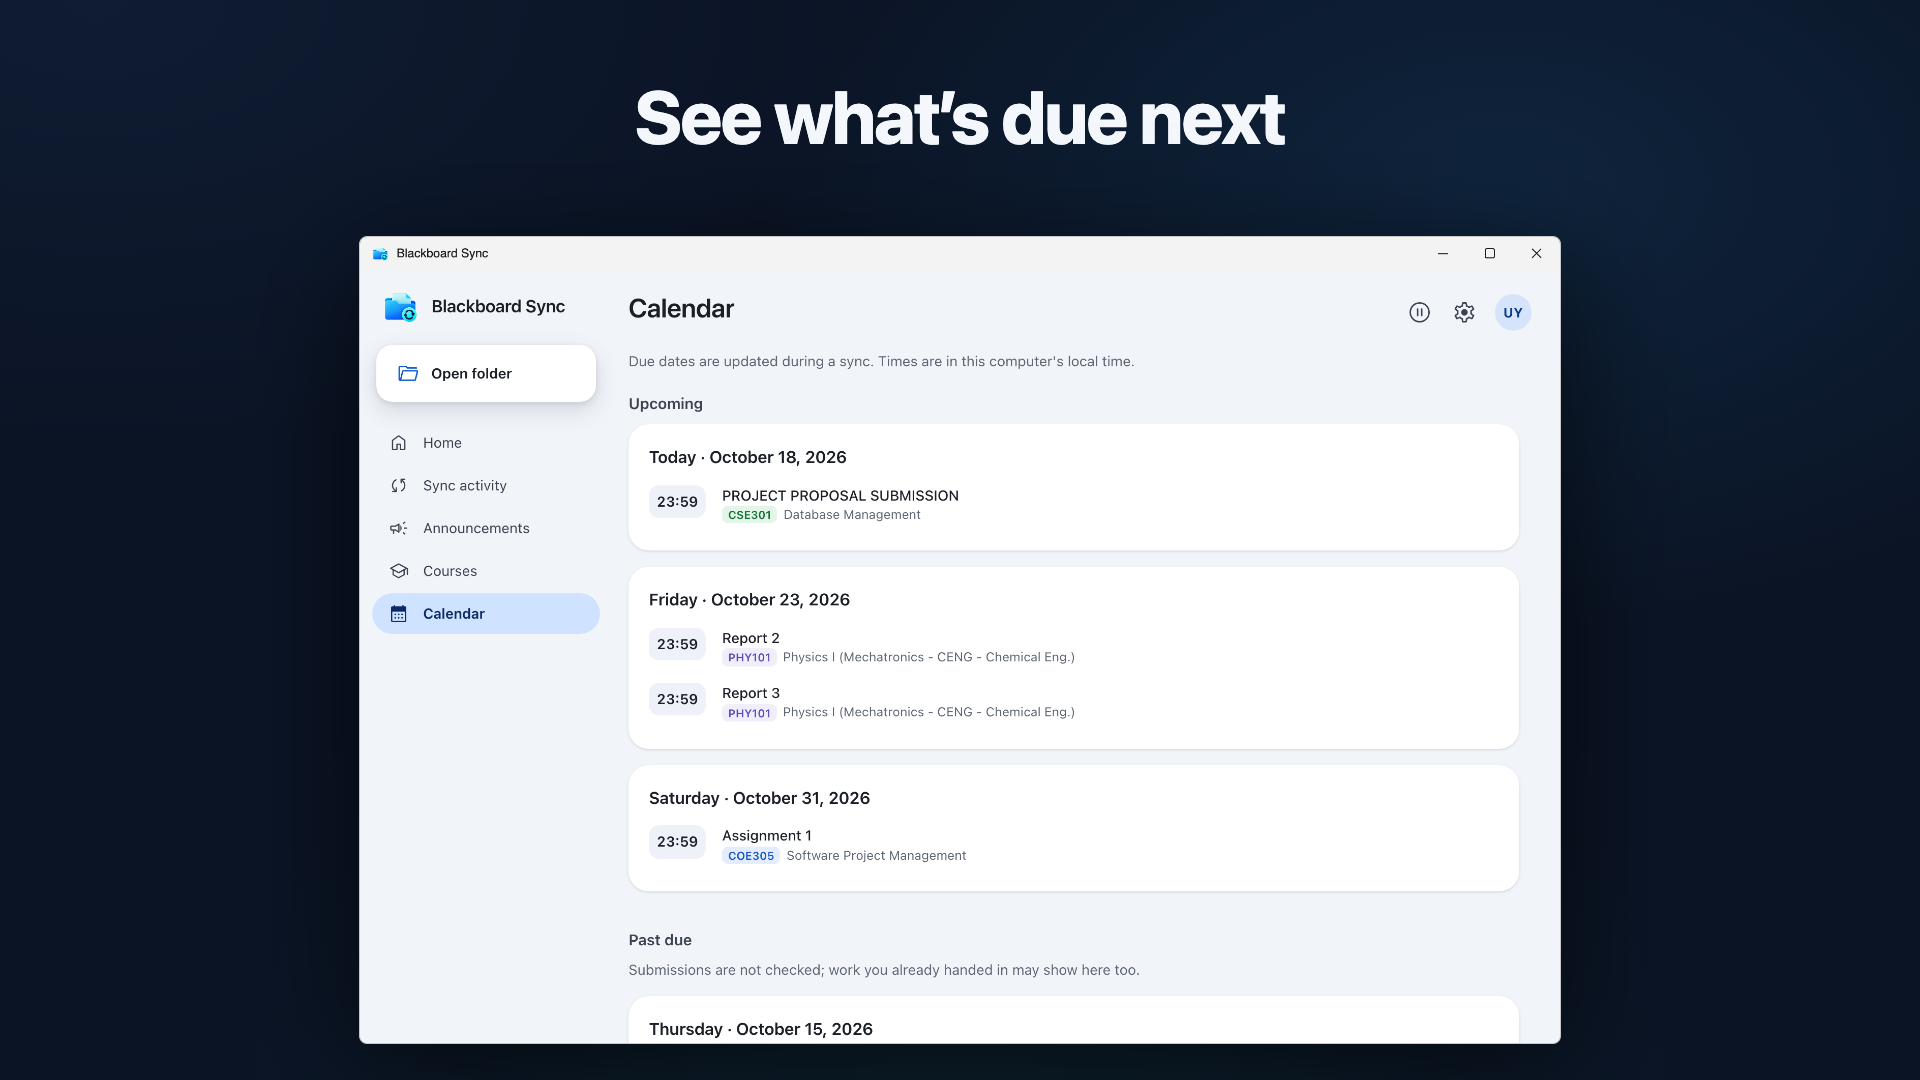 See what's due next
Blackboard Sync
Blackboard Sync
Open folder
Home
Sync activity
Announcements
Courses
Calendar
Calendar
UY
Due dates are updated during a sync. Times are in this computer's local time.
Upcoming
Today · October 18, 2026
23:59
PROJECT PROPOSAL SUBMISSION
CSE301 Database Management
Friday · October 23, 2026
23:59
Report 2
PHY101 Physics I (Mechatronics - CENG - Chemical Eng.)
23:59
Report 3
PHY101 Physics I (Mechatronics - CENG - Chemical Eng.)
Saturday · October 31, 2026
23:59
Assignment 1
COE305 Software Project Management
Past due
Submissions are not checked; work you already handed in may show here too.
Thursday · October 15, 2026